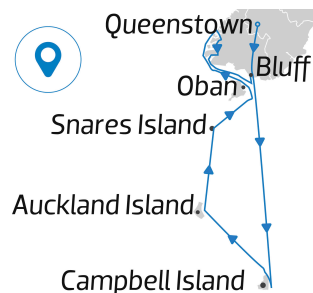 Queenstown
Bluff
Oban
Snares Island
Auckland Island
Campbell Island